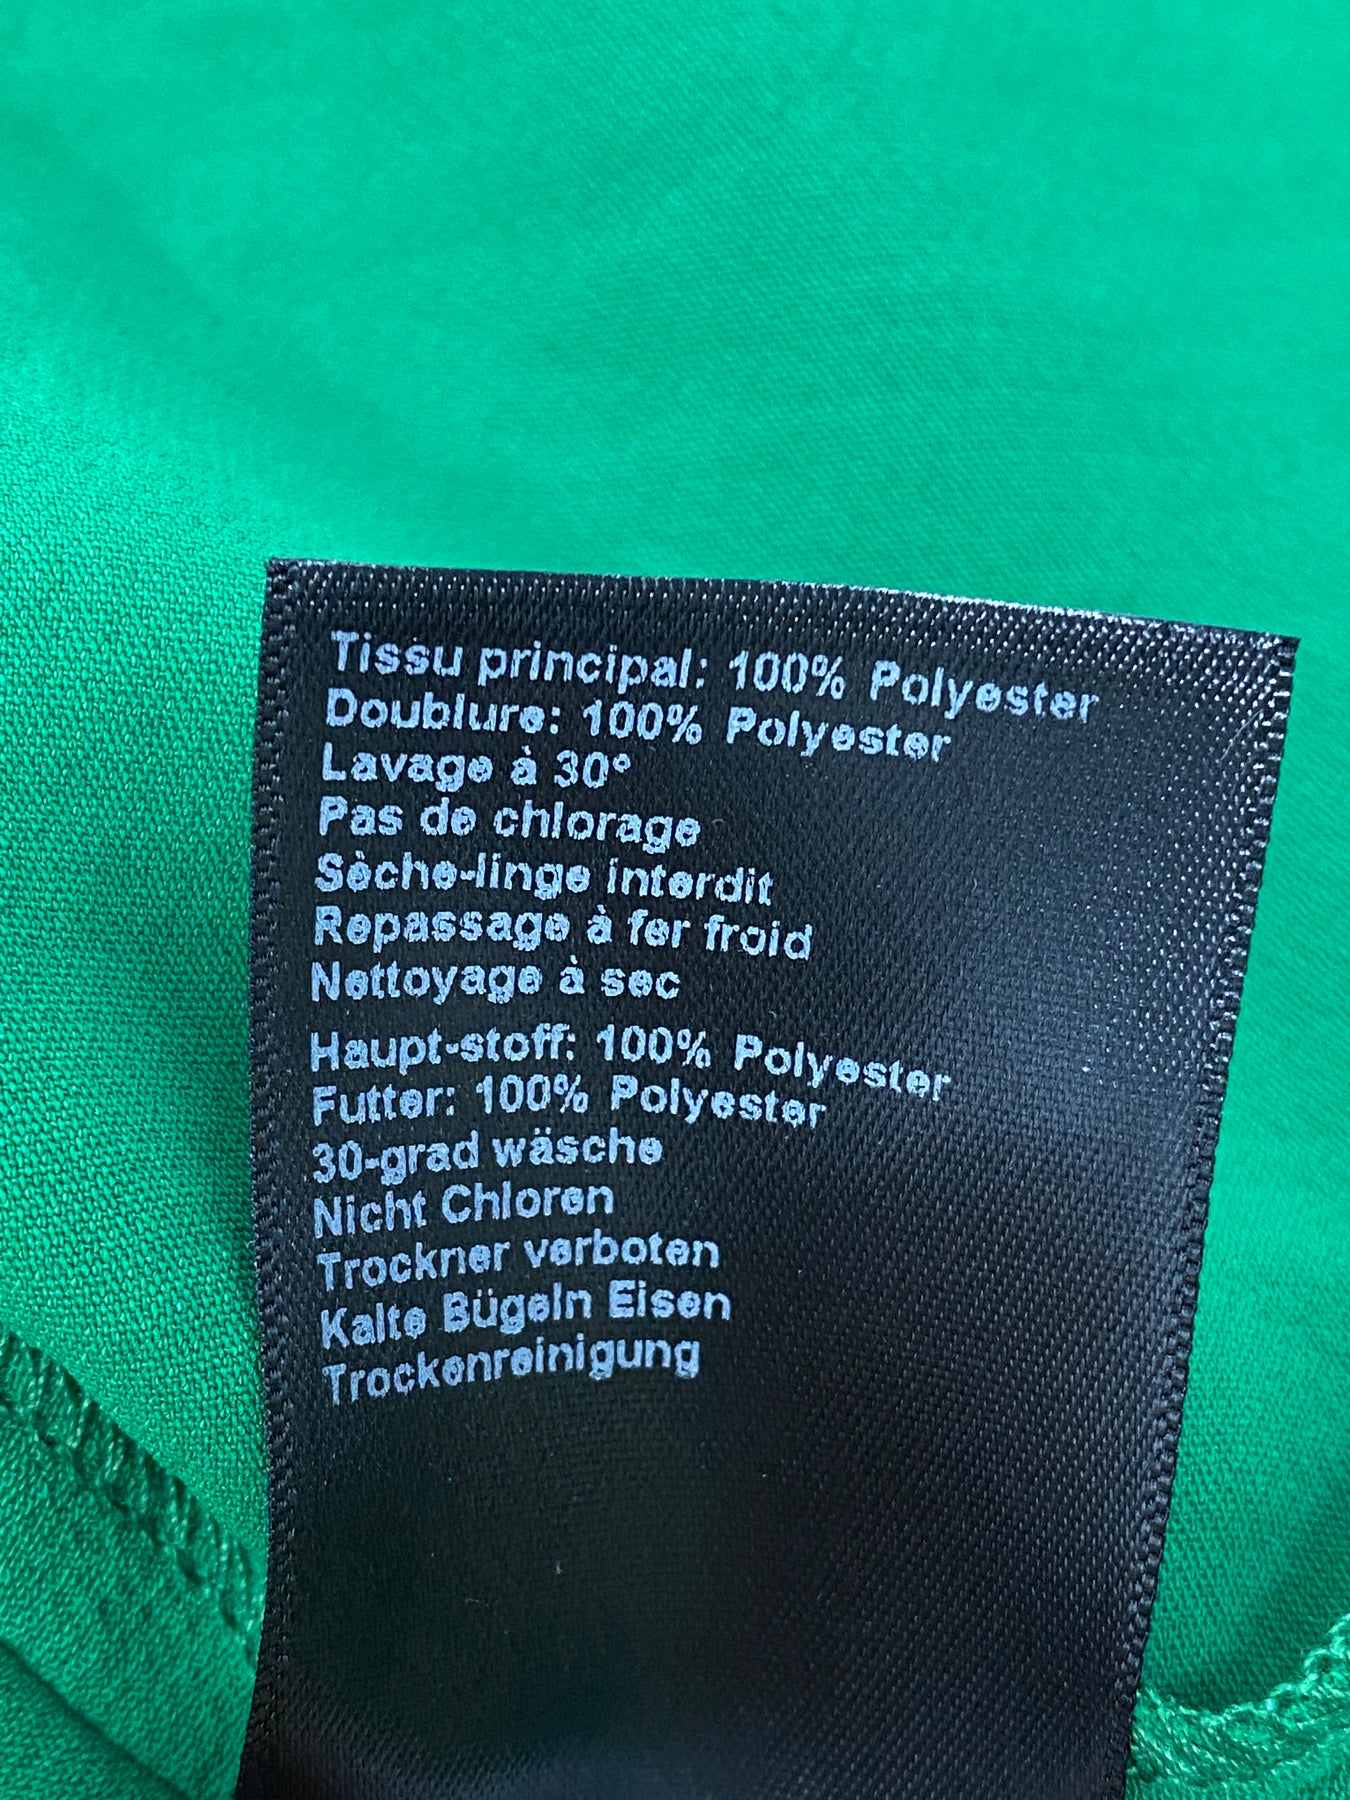 Tissu principal: 100% Polyester
Doublure: 100% Polyester
Lavage à 30°
Pas de chlorage
Sèche-linge interdit
Repassage à fer froid
Nettoyage à sec
Haupt-stoff: 100% Polyester
Futter: 100% Polyester
30-grad wäsche
Nicht Chloren
Trockner verboten
Kalte Bügeln Eisen
Trockenreinigung